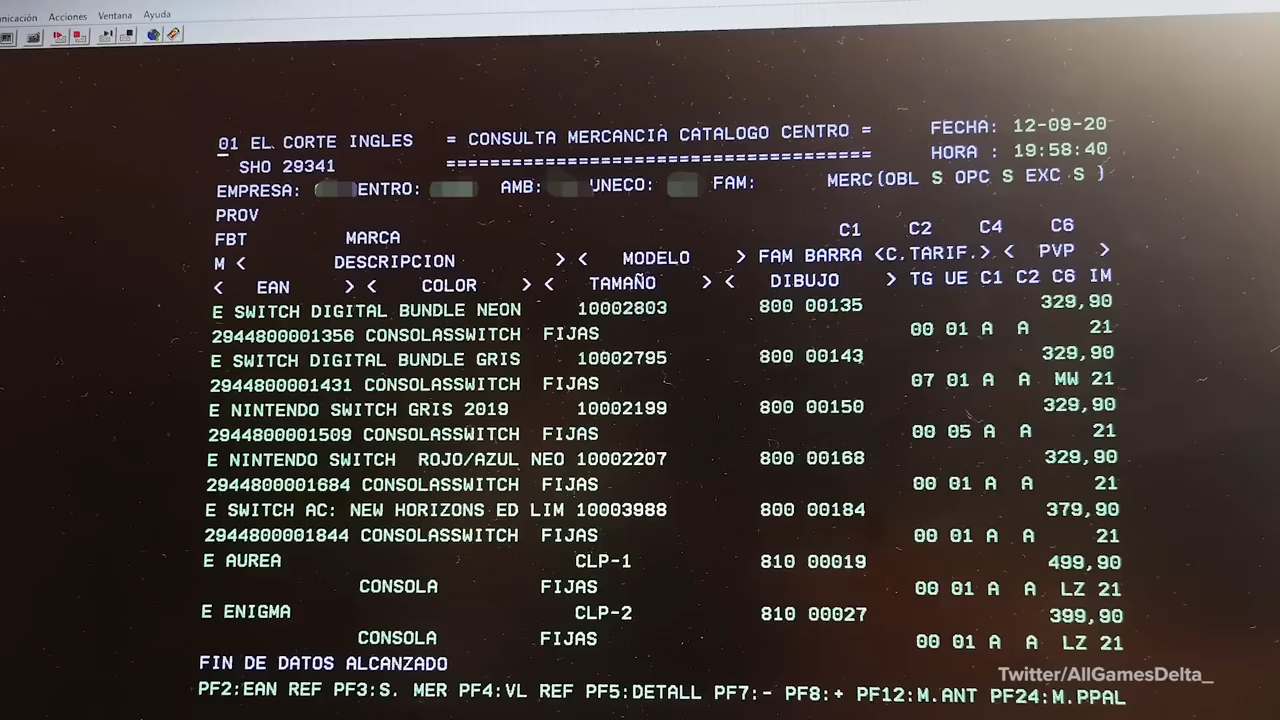 Acciones Ventana Ayuda
01 EL CORTE INGLES = CONSULTA MERCANCIA CATALOGO CENTRO = FECHA: 12-09-20
SHO 29341 ====================================== HORA : 19:58:40
EMPRESA: ENTRO: AMB: UNECO: FAM: MERC(OBL S OPC S EXC S )
PROV
FBT MARCA C1 C2 C4 C6
M < DESCRIPCION > < MODELO > FAM BARRA <C.TARIF.> < PVP >
< EAN > < COLOR > < TAMAÑO > < DIBUJO > TG UE C1 C2 C6 IM
E SWITCH DIGITAL BUNDLE NEON 10002803 800 00135 329,90
2944800001356 CONSOLASSWITCH FIJAS 00 01 A A 21
E SWITCH DIGITAL BUNDLE GRIS 10002795 800 00143 329,90
2944800001431 CONSOLASSWITCH FIJAS 07 01 A A MW 21
E NINTENDO SWITCH GRIS 2019 10002199 800 00150 329,90
2944800001509 CONSOLASSWITCH FIJAS 00 05 A A 21
E NINTENDO SWITCH ROJO/AZUL NEO 10002207 800 00168 329,90
2944800001684 CONSOLASSWITCH FIJAS 00 01 A A 21
E SWITCH AC: NEW HORIZONS ED LIM 10003988 800 00184 379,90
2944800001844 CONSOLASSWITCH FIJAS 00 01 A A 21
E AUREA CLP-1 810 00019 499,90
CONSOLA FIJAS 00 01 A A LZ 21
E ENIGMA CLP-2 810 00027 399,90
CONSOLA FIJAS 00 01 A A LZ 21
FIN DE DATOS ALCANZADO
PF2:EAN REF PF3:S. MER PF4:VL REF PF5:DETALL PF7:- PF8:+ PF12:M.ANT PF24:M.PPAL
Twitter/AllGamesDelta_